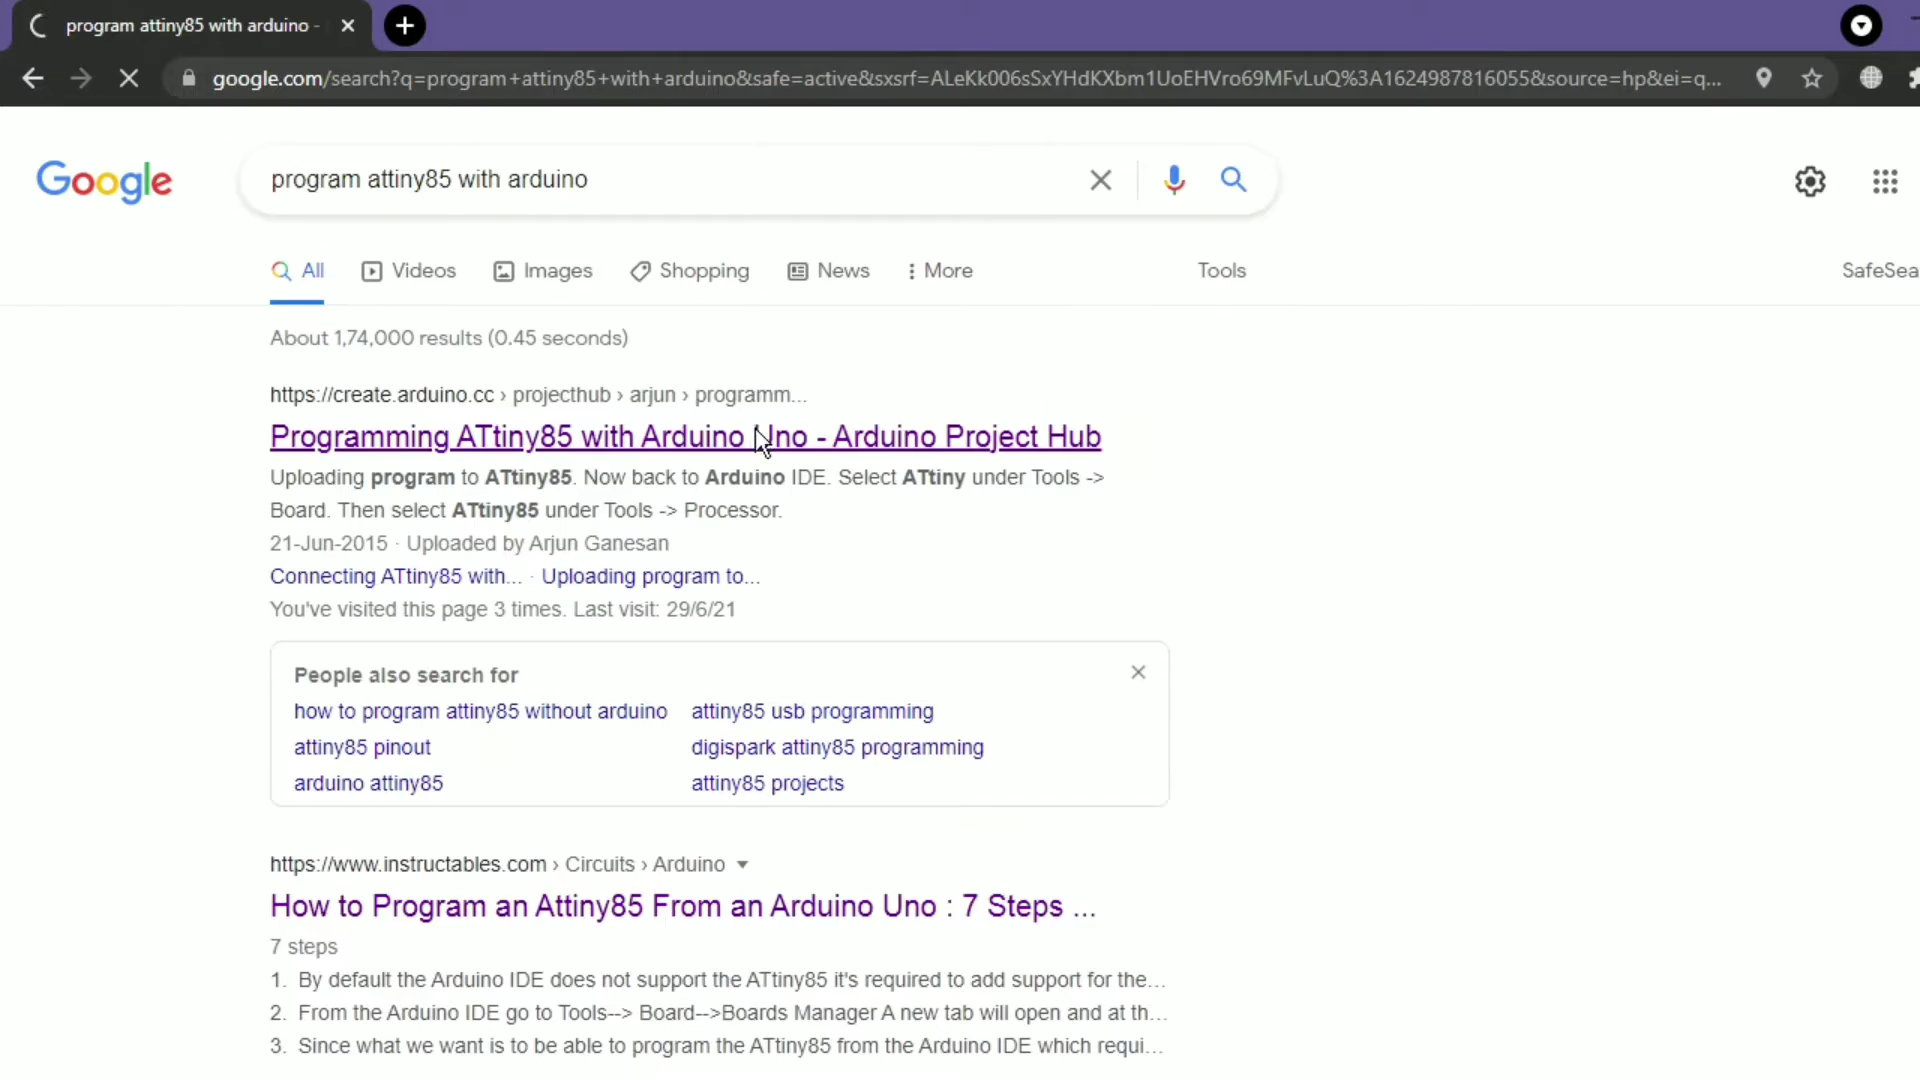 program attiny85 with arduino -
google.com/search?q=program+attiny85+with+arduino&safe=active&sxsrf=ALeKk006sSxYHdKXbm1UoEHVro69MFvLuQ%3A1624987816055&source=hp&ei=q...
Google
program attiny85 with arduino
All Videos Images Shopping News More Tools SafeSea
About 1,74,000 results (0.45 seconds)
https://create.arduino.cc › projecthub › arjun › programm...
Programming ATtiny85 with Arduino Uno - Arduino Project Hub
Uploading program to ATtiny85. Now back to Arduino IDE. Select ATtiny under Tools ->
Board. Then select ATtiny85 under Tools -> Processor.
21-Jun-2015 · Uploaded by Arjun Ganesan
Connecting ATtiny85 with... · Uploading program to...
You've visited this page 3 times. Last visit: 29/6/21
People also search for
how to program attiny85 without arduino attiny85 usb programming
attiny85 pinout digispark attiny85 programming
arduino attiny85 attiny85 projects
https://www.instructables.com › Circuits › Arduino
How to Program an Attiny85 From an Arduino Uno : 7 Steps ...
7 steps
1. By default the Arduino IDE does not support the ATtiny85 it's required to add support for the...
2. From the Arduino IDE go to Tools--> Board-->Boards Manager A new tab will open and at th...
3. Since what we want is to be able to program the ATtiny85 from the Arduino IDE which requi...